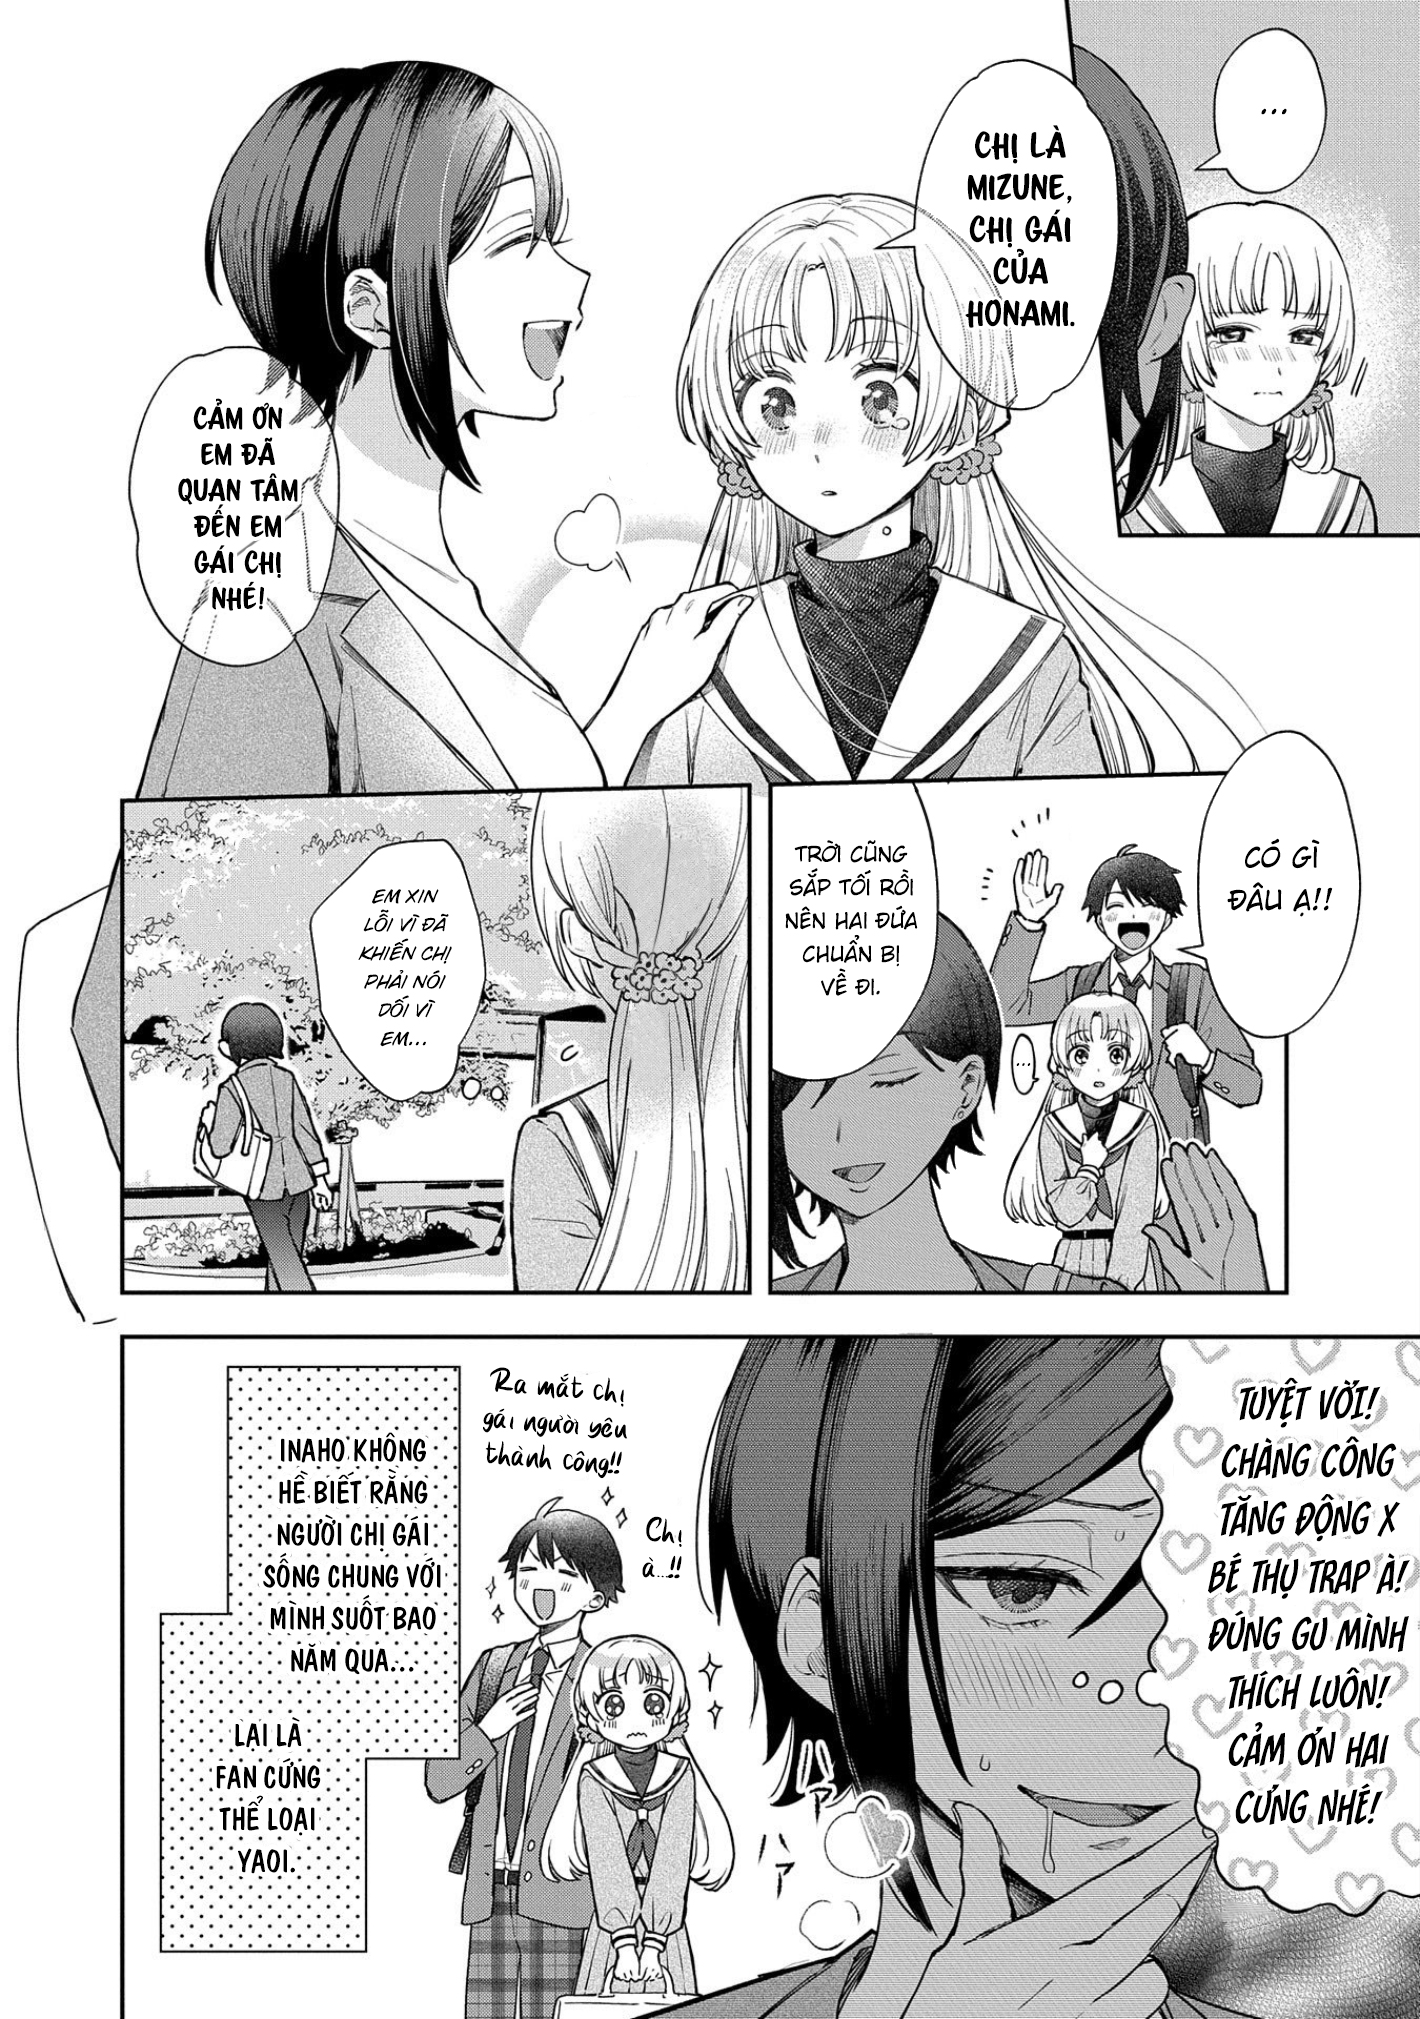 ...
CHỊ LÀ
MIZUNE,
CHỊ GÁI
CỦA
HONAMI.
CẢM ƠN
EM ĐÃ
QUAN TÂM
ĐẾN EM
GÁI CHỊ
NHÉ!
CÓ GÌ
ĐÂU Ạ!!
...
TRỜI CŨNG
SẮP TỐI RỒI
NÊN HAI ĐỨA
CHUẨN BỊ
VỀ ĐI.
EM XIN
LỖI VÌ ĐÃ
KHIẾN CHỊ
PHẢI NÓI
DỐI VÌ
EM...
TUYỆT VỜI!
CHÀNG CÔNG
TĂNG ĐỘNG X
BÉ THỤ TRAP À!
ĐÚNG GU MÌNH
THÍCH LUÔN!
CẢM ƠN HAI
CƯNG NHÉ!
ハァ
ハァ
Ra mắt chị
gái người yêu
thành công!!
Chị
à...!!
INAHO KHÔNG
HỀ BIẾT RẰNG
NGƯỜI CHỊ GÁI
SỐNG CHUNG VỚI
MÌNH SUỐT BAO
NĂM QUA...
LẠI LÀ
FAN CỨNG
THỂ LOẠI
YAOI.